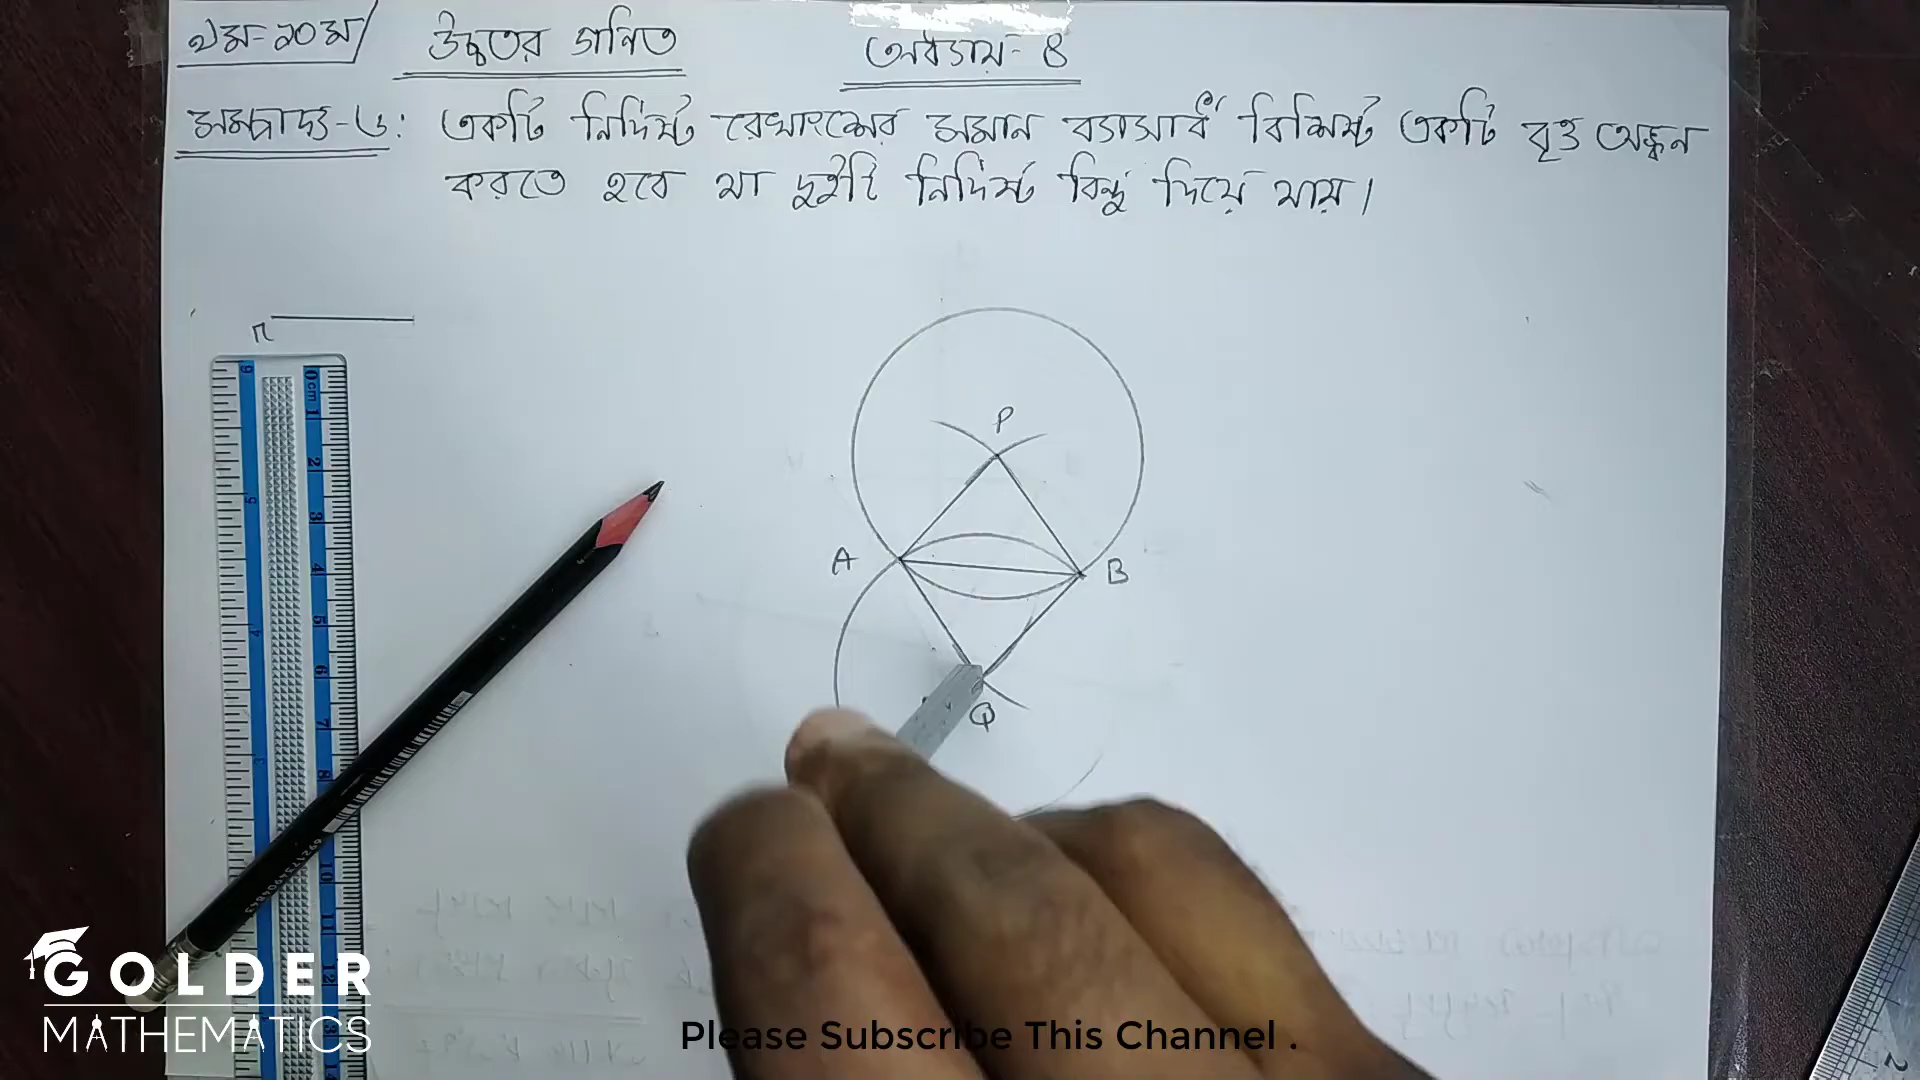 ৯ম-১০ম/ উচ্চতর গনিত অধ্যায়- ৪
সম্পাদ্য-৬: একটি নির্দিষ্ট রেখাংশের সমান ব্যাসার্ধ বিশিষ্ট একটি বৃত্ত অঙ্কন
করতে হবে যা দুইটি নির্দিষ্ট বিন্দু দিয়ে যায়।
r
P
A
B
Q
GOLDER
MATHEMATICS
Please Subscribe This Channel .